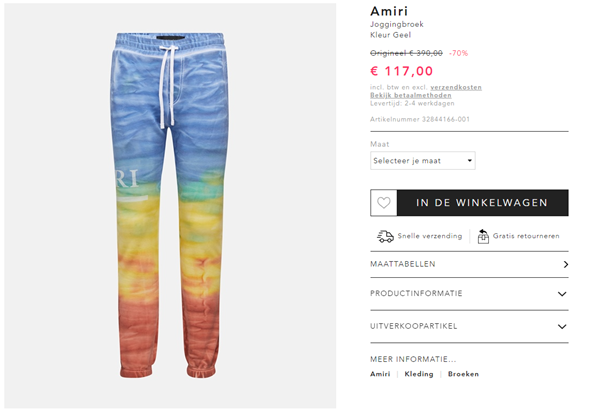 Amiri
Joggingbroek
Kleur Geel
Origineel € 390,00 -70%
€ 117,00
incl. btw en excl. verzendkosten
Bekijk betaalmethoden
Levertijd: 2-4 werkdagen
Artikelnummer 32844166-001
Maat
Selecteer je maat
IN DE WINKELWAGEN
Snelle verzending
Gratis retourneren
MAATTABELLEN
PRODUCTINFORMATIE
UITVERKOOPARTIKEL
MEER INFORMATIE...
Amiri | Kleding | Broeken
RI